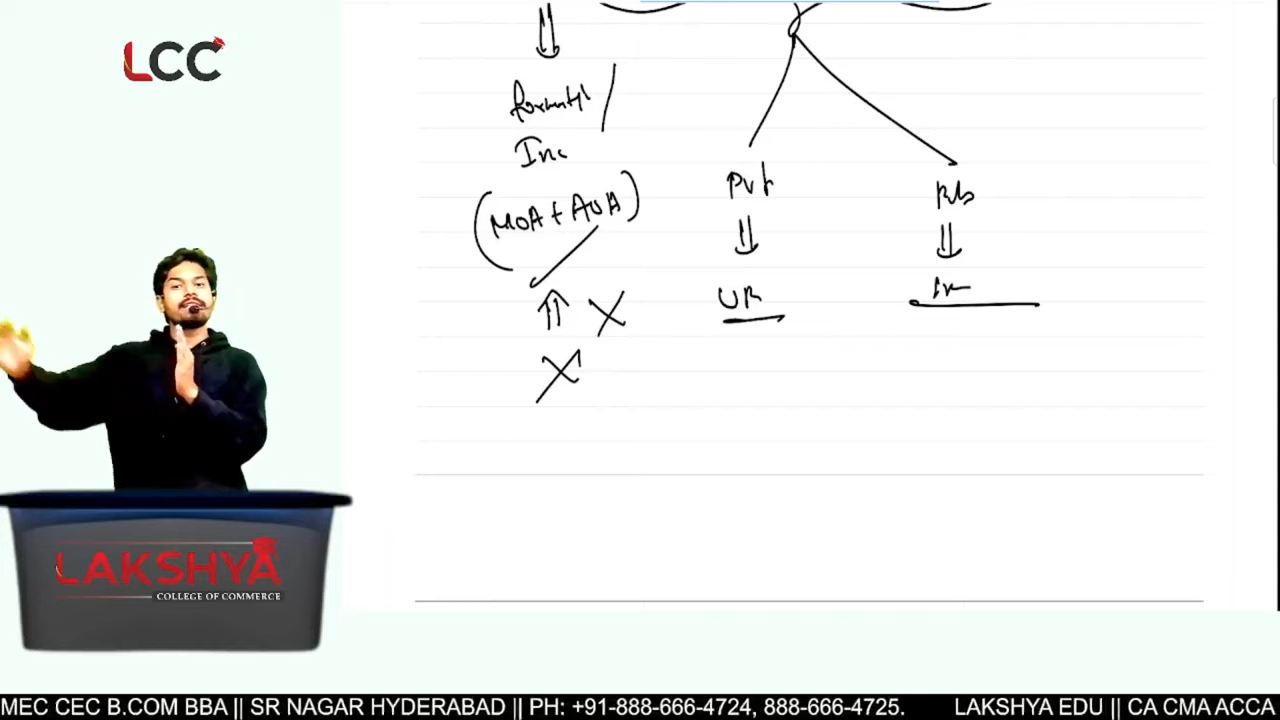 LCC
Inc
(MOA + AOA)
Pvt
UR
LAKSHYA
COLLEGE OF COMMERCE
MEC CEC B.COM BBA || SR NAGAR HYDERABAD || PH: +91-888-666-4724, 888-666-4725. LAKSHYA EDU || CA CMA ACCA